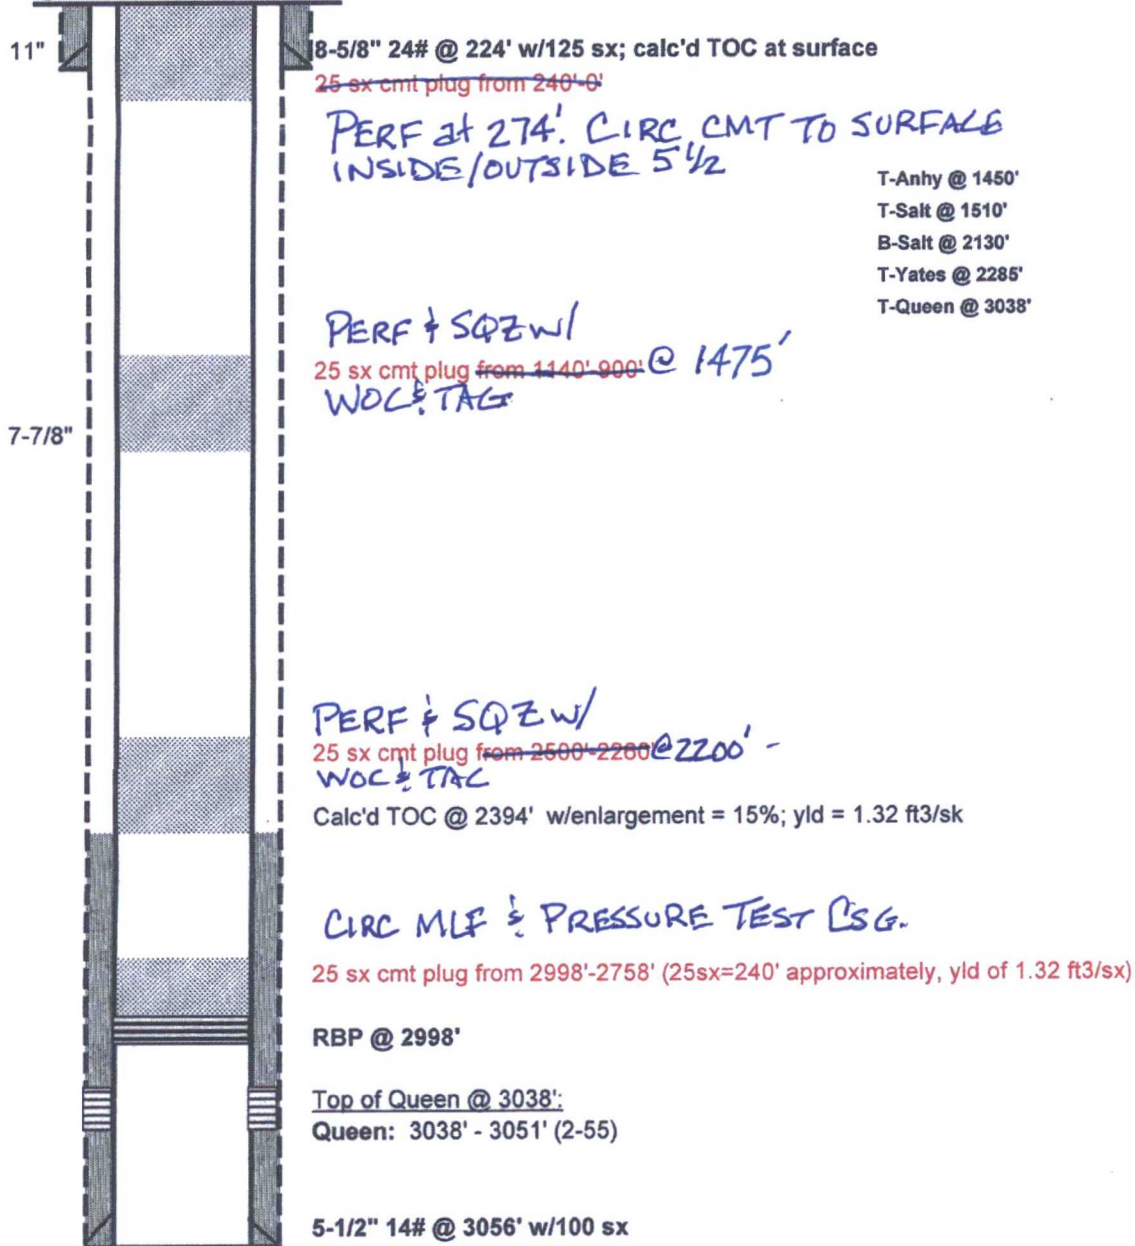 11"
8-5/8" 24# @ 224' w/125 sx; calc'd TOC at surface
25 sx cmt plug from 240'-0'
PERF at 274'. CIRC CMT TO SURFACE
INSIDE/OUTSIDE 5 1/2
T-Anhy @ 1450'
T-Salt @ 1510'
B-Salt @ 2130'
T-Yates @ 2285'
T-Queen @ 3038'
PERF & SQZ w/
25 sx cmt plug from 1140'-900' @ 1475'
WOC & TAG
7-7/8"
PERF & SQZ w/
25 sx cmt plug from 2500'-2260' @ 2200' -
WOC & TAG
Calc'd TOC @ 2394' w/enlargement = 15%; yld = 1.32 ft3/sk
CIRC MLF & PRESSURE TEST CSG.
25 sx cmt plug from 2998'-2758' (25sx=240' approximately, yld of 1.32 ft3/sx)
RBP @ 2998'
Top of Queen @ 3038':
Queen: 3038' - 3051' (2-55)
5-1/2" 14# @ 3056' w/100 sx